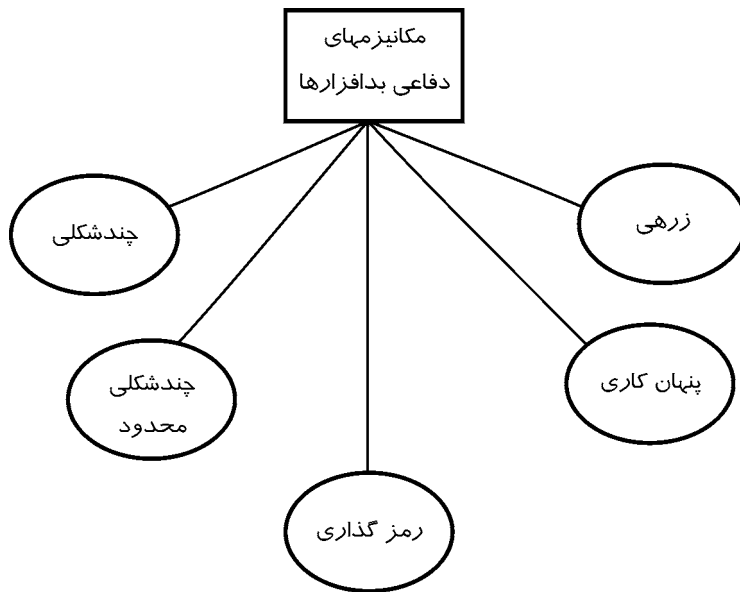 مکانیزمهای
دفاعی بدافزارها
زرهی
چندشکلی
پنهان کاری
چندشکلی
محدود
رمز گذاری